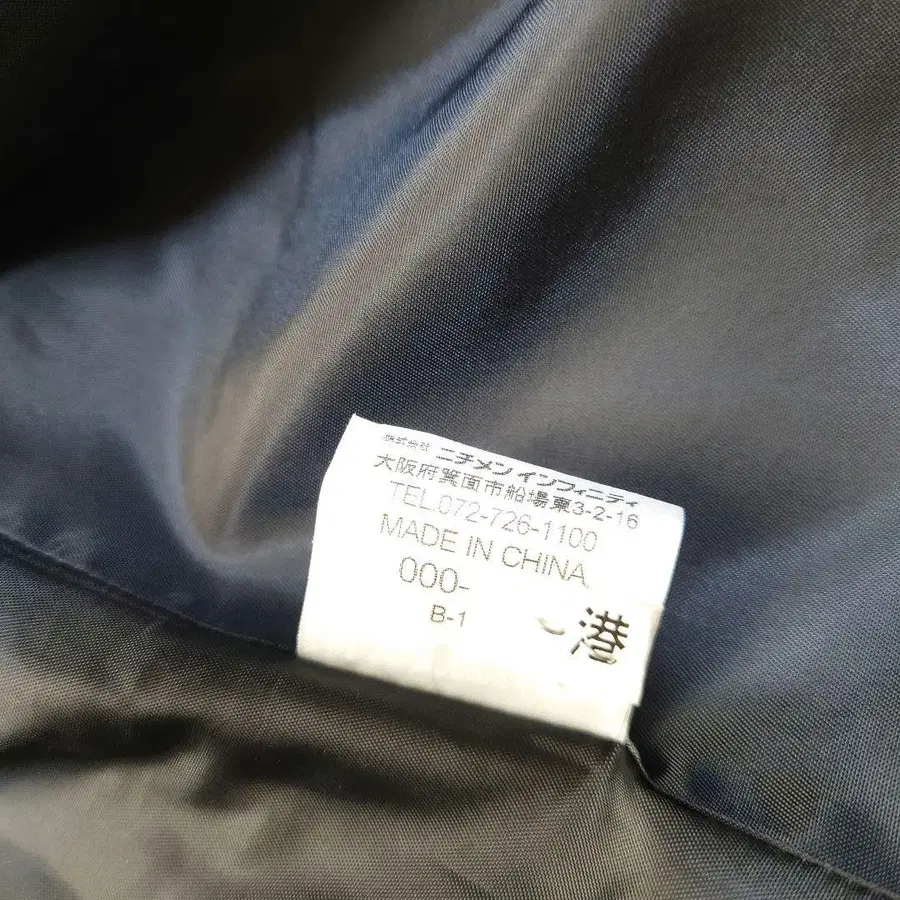 株式会社 ニチメン インフィニティ
大阪府箕面市船場東3-2-16
TEL.072-726-1100
MADE IN CHINA
000-
B-1
港